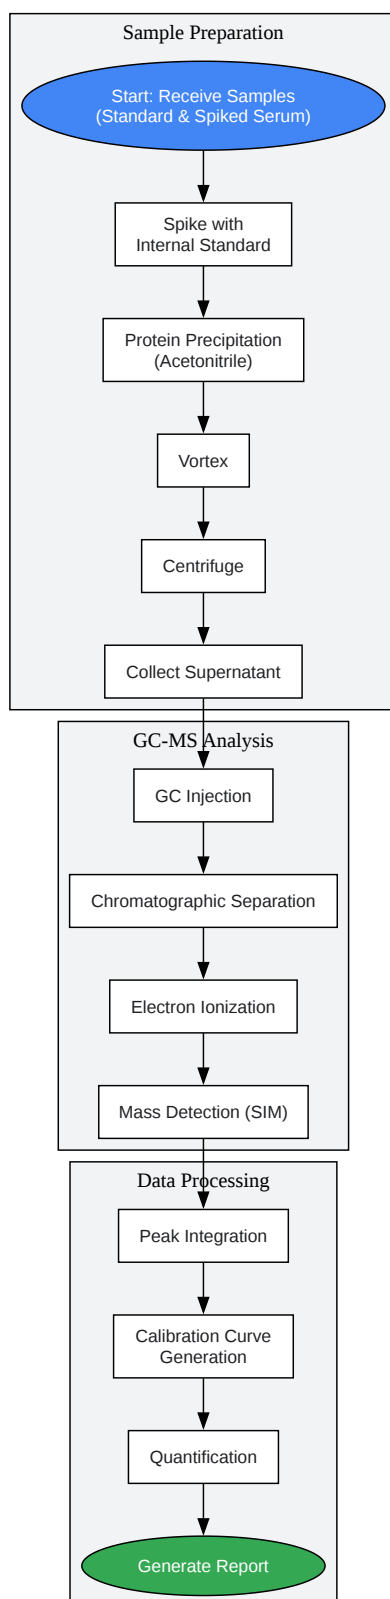 Sample Preparation
Start: Receive Samples
(Standard & Spiked Serum)
Spike with
Internal Standard
Protein Precipitation
(Acetonitrile)
Vortex
Centrifuge
Collect Supernatant
GC-MS Analysis
GC Injection
Chromatographic Separation
Electron Ionization
Mass Detection (SIM)
Data Processing
Peak Integration
Calibration Curve
Generation
Quantification
Generate Report